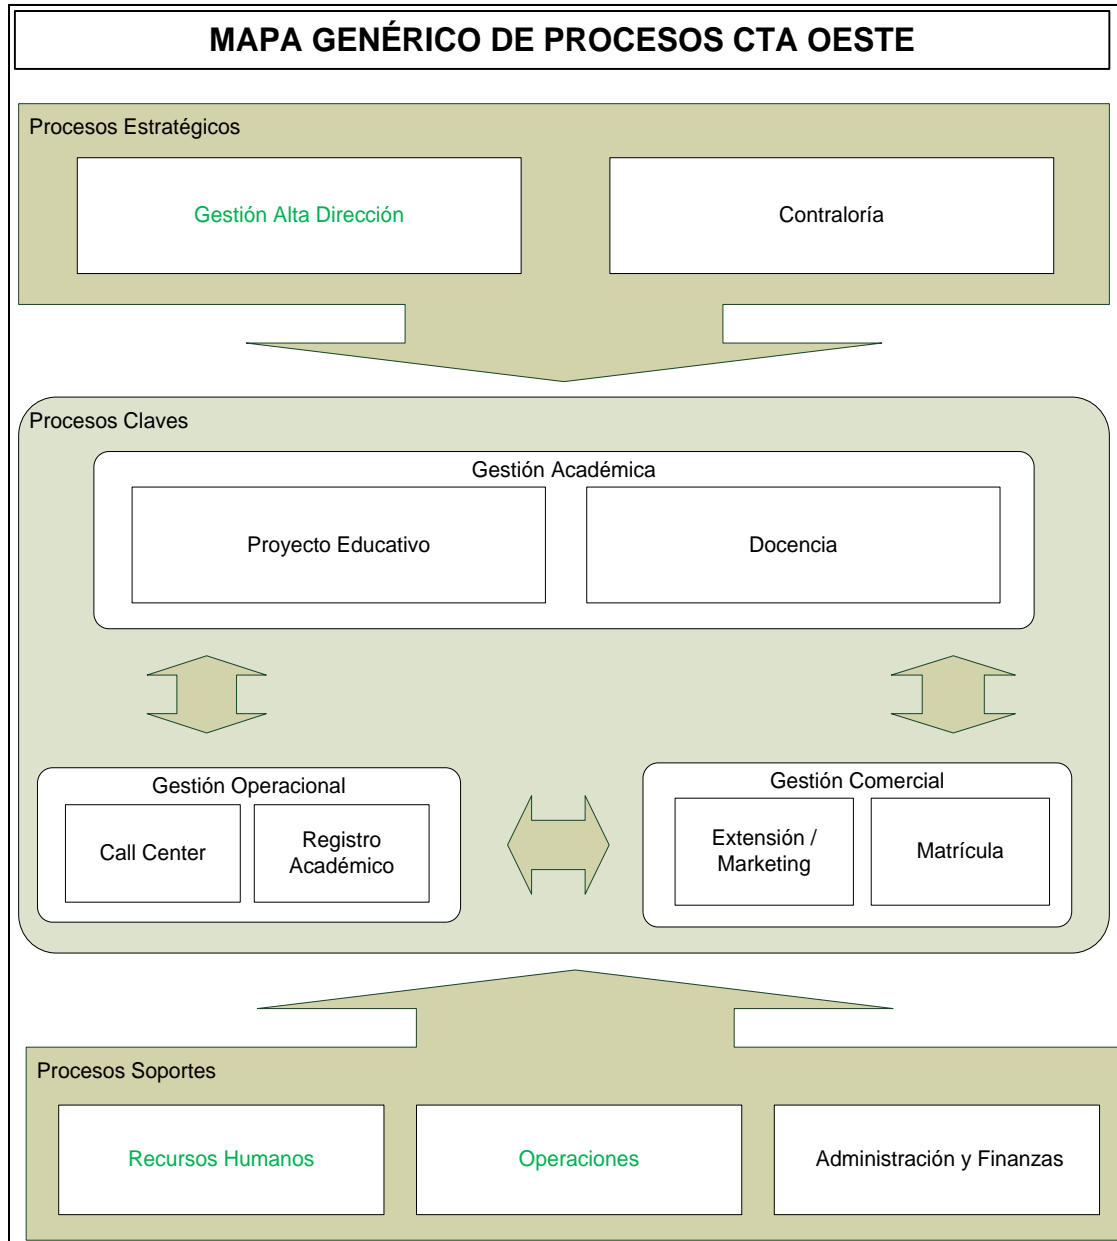 MAPA GENÉRICO DE PROCESOS CTA OESTE
Procesos Estratégicos
Gestión Alta Dirección
Contraloría
Procesos Claves
Gestión Académica
Proyecto Educativo
Docencia
Gestión Operacional
Call Center
Registro
Académico
Gestión Comercial
Extensión /
Marketing
Matrícula
Procesos Soportes
Recursos Humanos
Operaciones
Administración y Finanzas